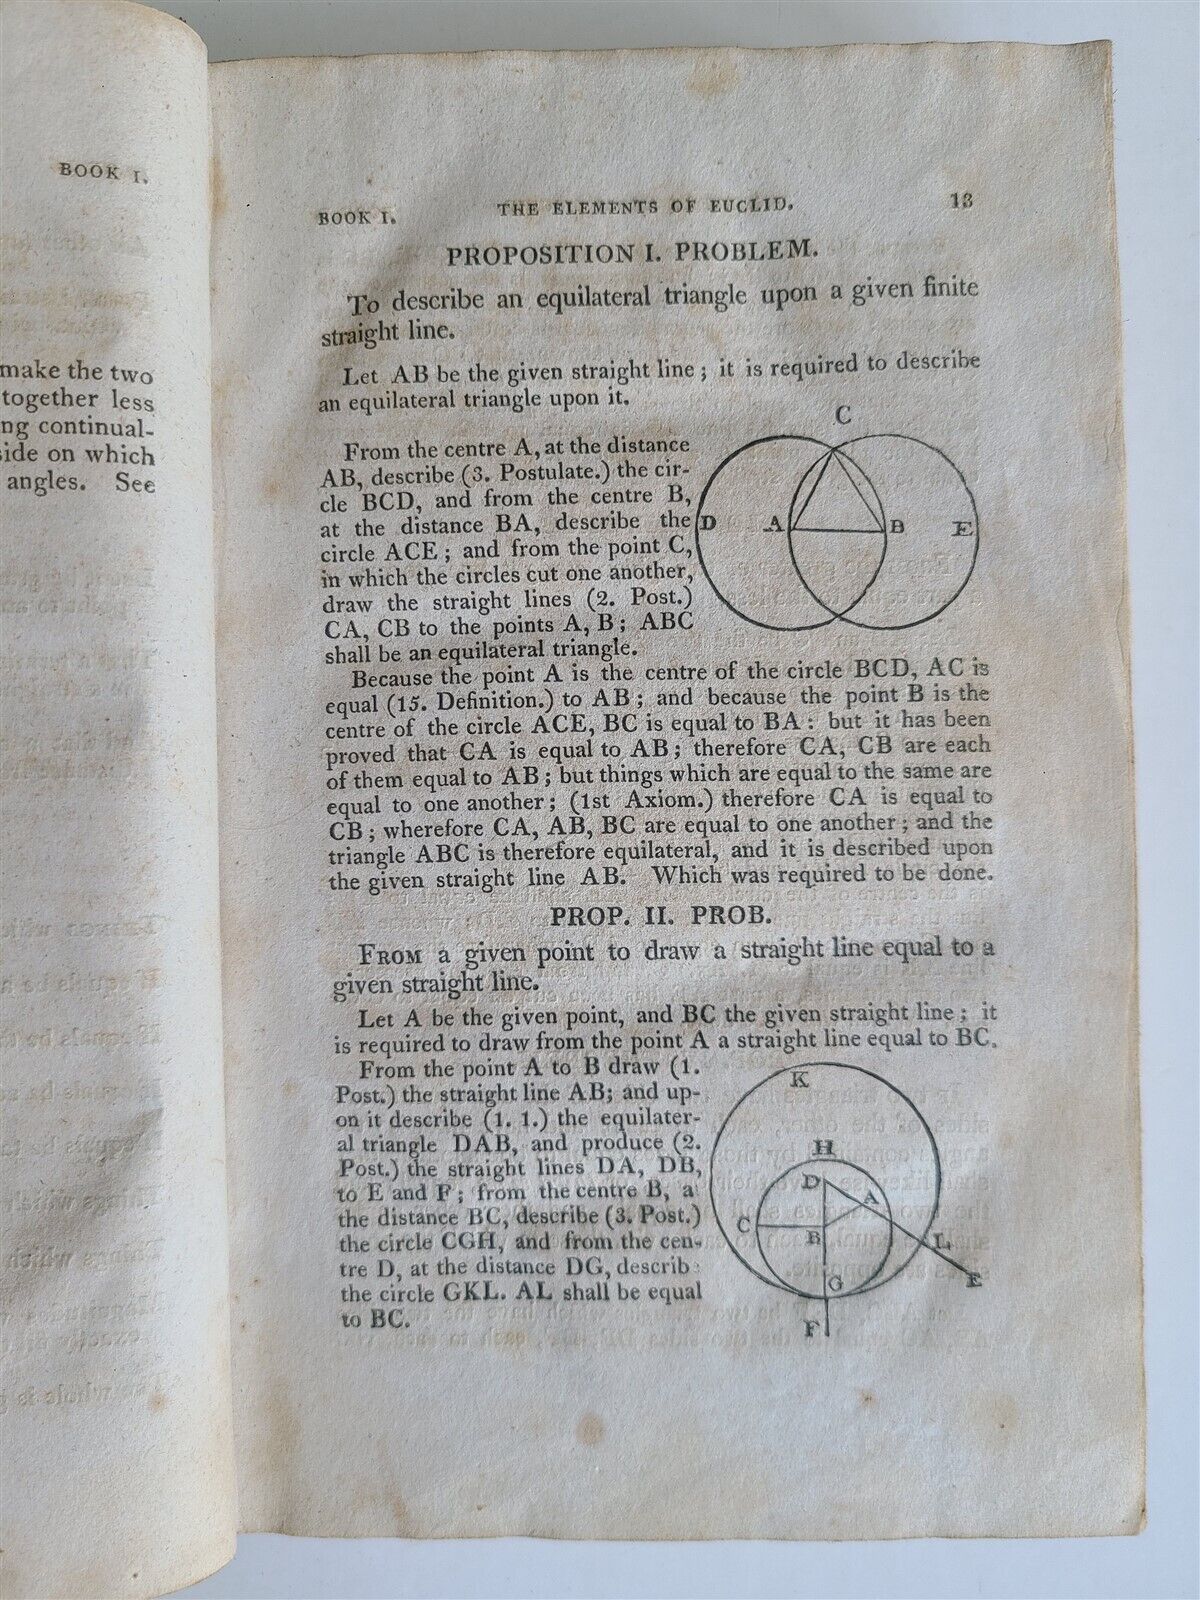 BOOK I.
make the two
together less
ng continual-
side on which
angles. See
BOOK I. THE ELEMENTS OF EUCLID. 13
PROPOSITION I. PROBLEM.
To describe an equilateral triangle upon a given finite
straight line.
Let AB be the given straight line; it is required to describe
an equilateral triangle upon it.
From the centre A, at the distance
AB, describe (3. Postulate.) the cir-
cle BCD, and from the centre B,
at the distance BA, describe the
circle ACE; and from the point C,
in which the circles cut one another,
draw the straight lines (2. Post.)
CA, CB to the points A, B; ABC
shall be an equilateral triangle.
C
D A B E
Because the point A is the centre of the circle BCD, AC is
equal (15. Definition.) to AB; and because the point B is the
centre of the circle ACE, BC is equal to BA: but it has been
proved that CA is equal to AB; therefore CA, CB are each
of them equal to AB; but things which are equal to the same are
equal to one another; (1st Axiom.) therefore CA is equal to
CB; wherefore CA, AB, BC are equal to one another; and the
triangle ABC is therefore equilateral, and it is described upon
the given straight line AB. Which was required to be done.
PROP. II. PROB.
FROM a given point to draw a straight line equal to a
given straight line.
Let A be the given point, and BC the given straight line; it
is required to draw from the point A a straight line equal to BC.
From the point A to B draw (1.
Post.) the straight line AB; and up-
on it describe (1. 1.) the equilater-
al triangle DAB, and produce (2.
Post.) the straight lines DA, DB,
to E and F; from the centre B, a
the distance BC, describe (3. Post.)
the circle CGH, and from the cen-
tre D, at the distance DG, describ
the circle GKL. AL shall be equal
to BC.
K
H
D A
C B L
G E
F